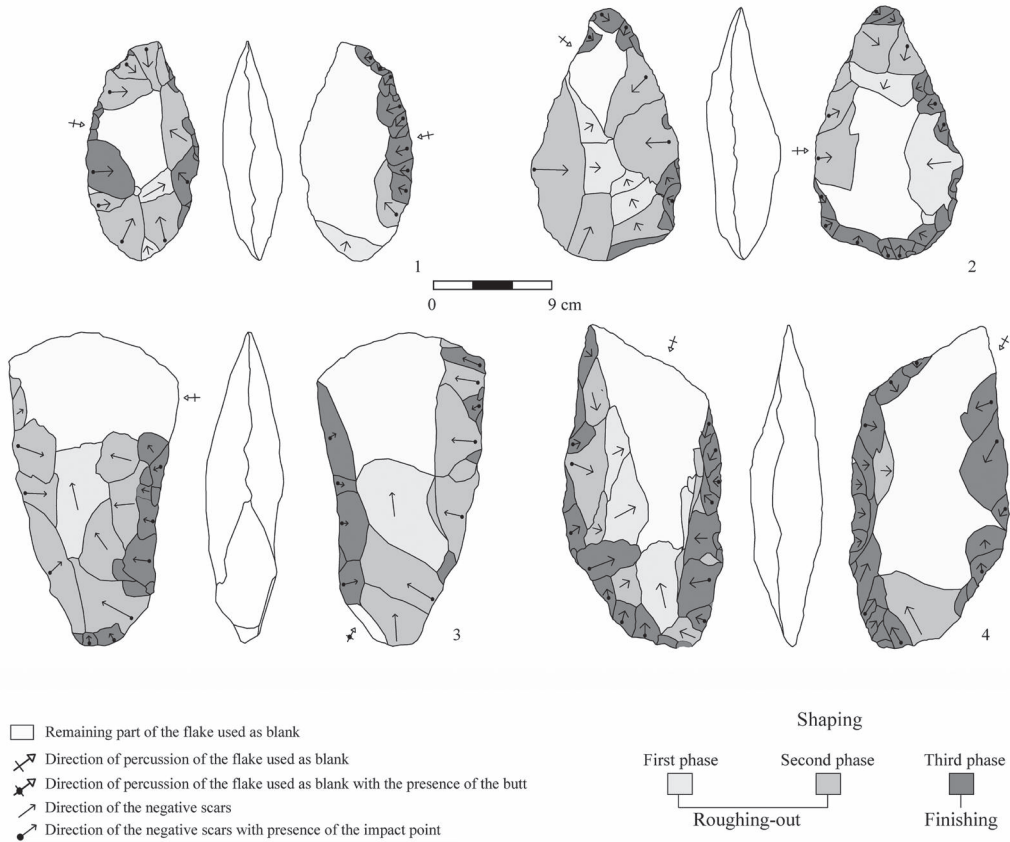 1
2
0 9 cm
3
4
Remaining part of the flake used as blank
Direction of percussion of the flake used as blank
Direction of percussion of the flake used as blank with the presence of the butt
Direction of the negative scars
Direction of the negative scars with presence of the impact point
Shaping
First phase Second phase Third phase
Roughing-out Finishing